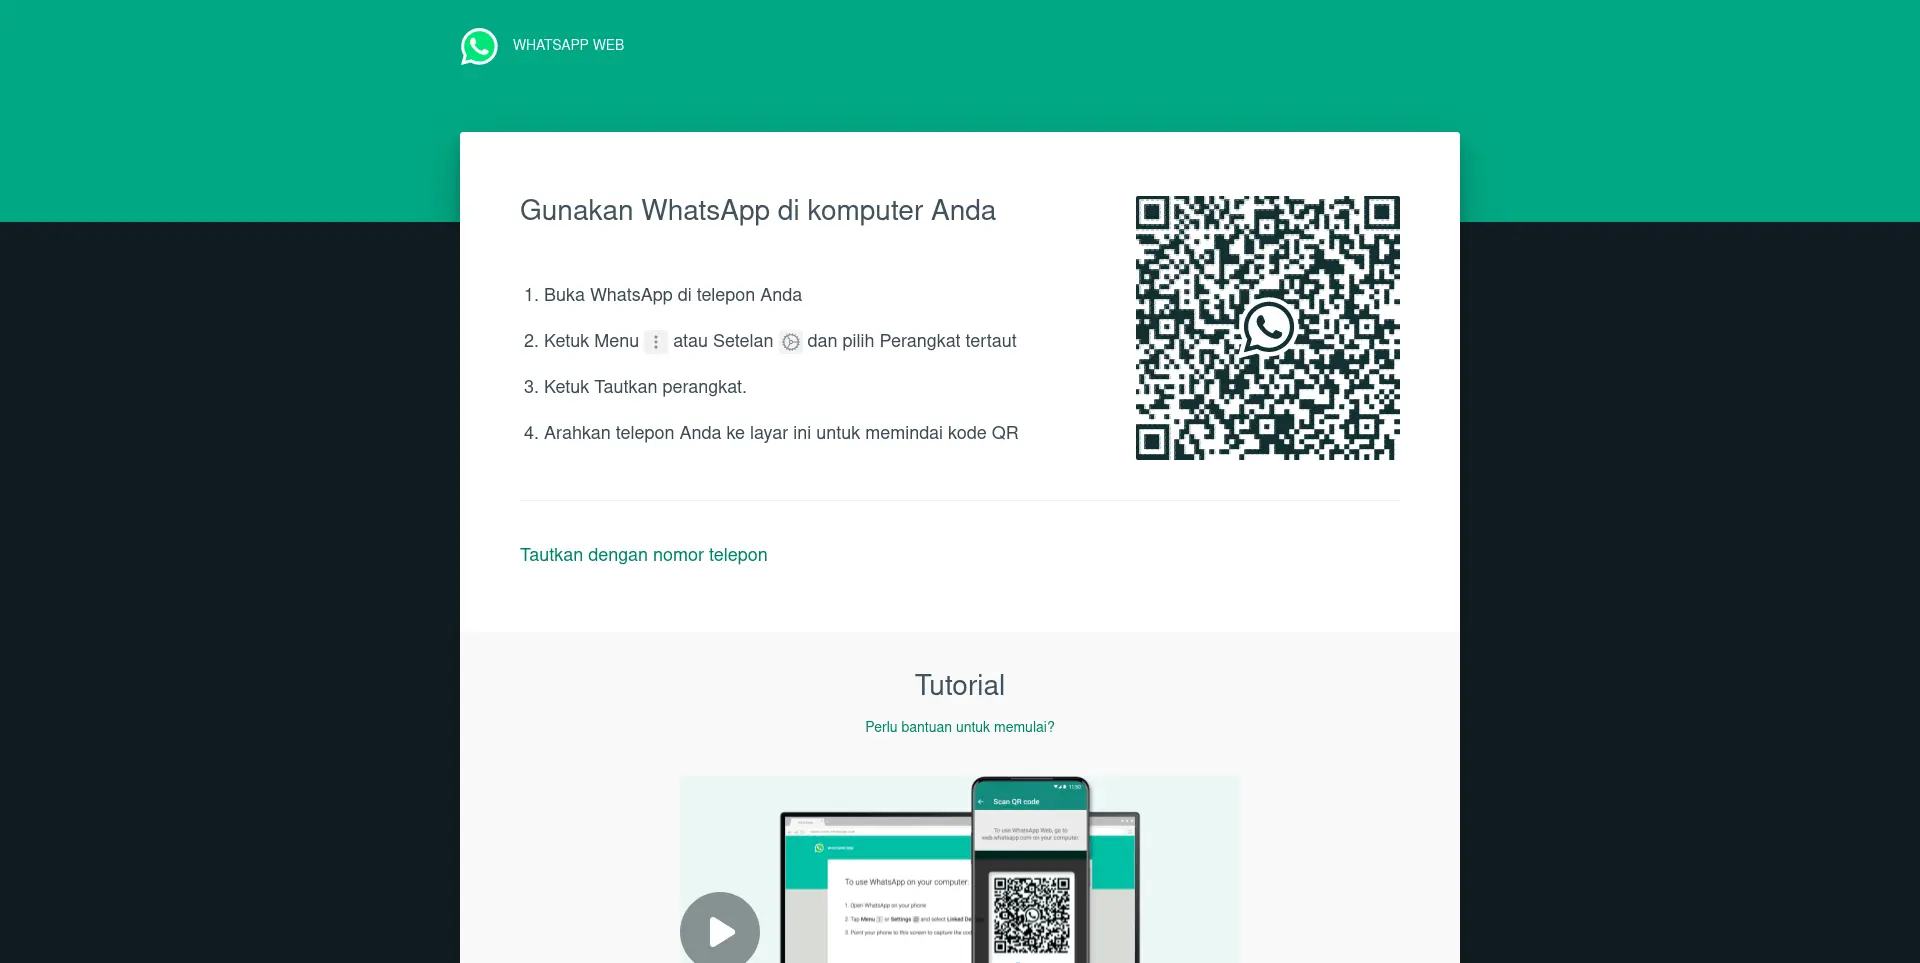 WHATSAPP WEB
Gunakan WhatsApp di komputer Anda
1. Buka WhatsApp di telepon Anda
2. Ketuk Menu atau Setelan dan pilih Perangkat tertaut
3. Ketuk Tautkan perangkat.
4. Arahkan telepon Anda ke layar ini untuk memindai kode QR
Tautkan dengan nomor telepon
Tutorial
Perlu bantuan untuk memulai?
11:50
Scan QR code
To use WhatsApp Web, go to
web.whatsapp.com on your computer.
To use WhatsApp on your computer:
1. Open WhatsApp on your phone
2. Tap Menu or Settings and select Linked
3. Point your phone to this screen to capture the